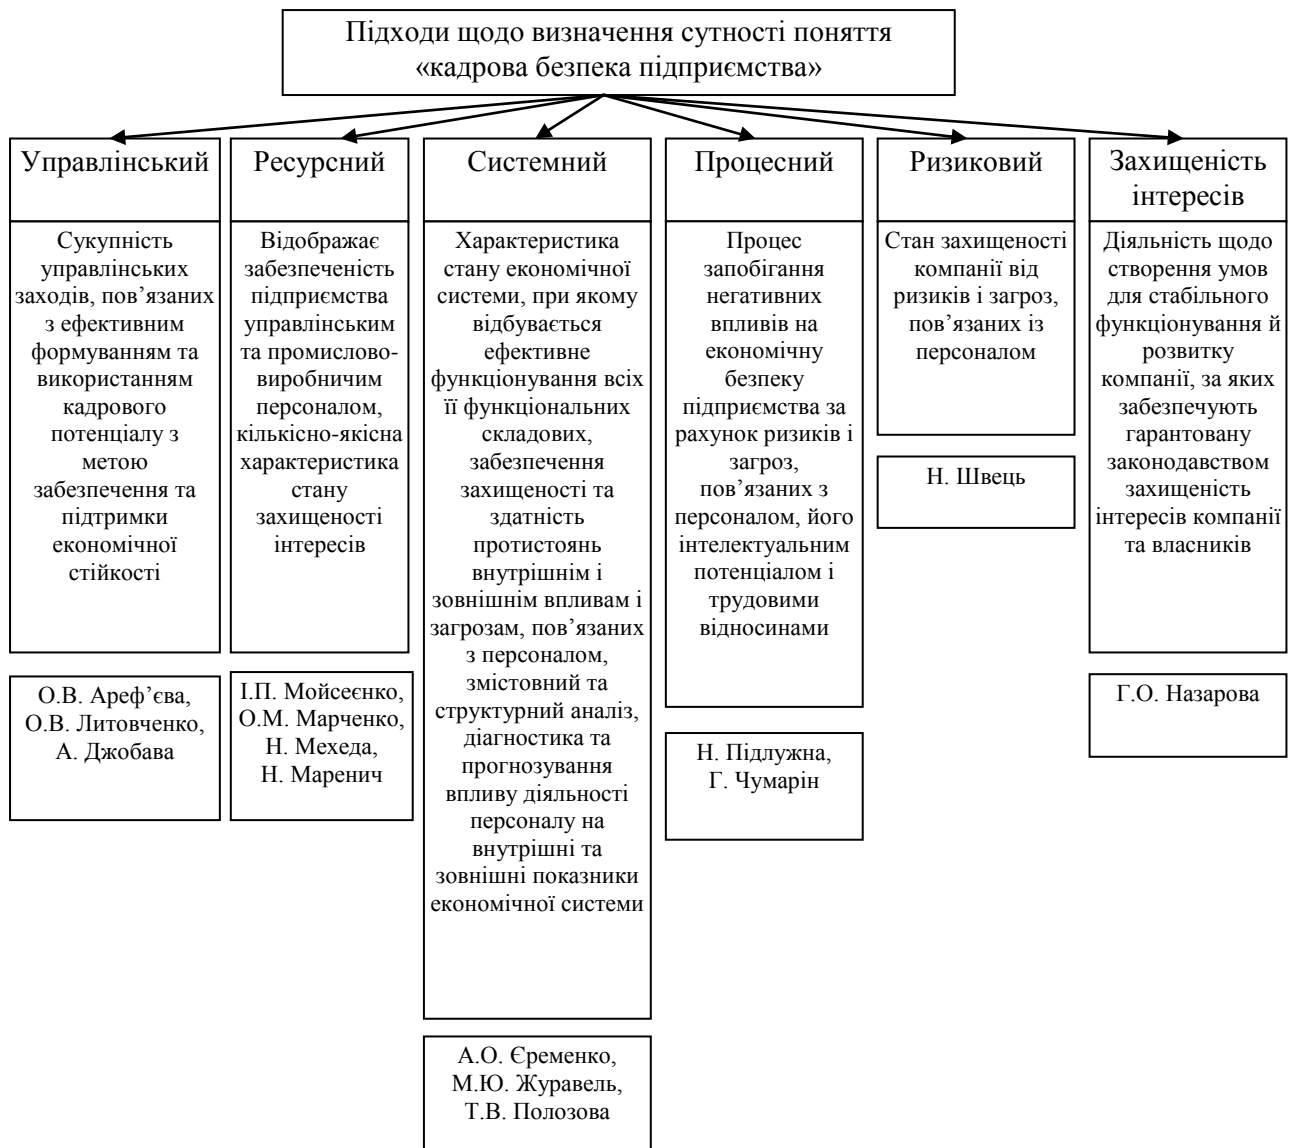 Підходи щодо визначення сутності поняття
«кадрова безпека підприємства»
Управлінський
Сукупність
управлінських
заходів, пов’язаних
з ефективним
формуванням та
використанням
кадрового
потенціалу з
метою
забезпечення та
підтримки
економічної
стійкості
О.В. Ареф’єва,
О.В. Литовченко,
А. Джобава
Ресурсний
Відображає
забезпеченість
підприємства
управлінським
та промислово-
виробничим
персоналом,
кількісно-якісна
характеристика
стану
захищеності
інтересів
І.П. Мойсеєнко,
О.М. Марченко,
Н. Мехеда,
Н. Маренич
Системний
Характеристика
стану економічної
системи, при якому
відбувається
ефективне
функціонування всіх
її функціональних
складових,
забезпечення
захищеності та
здатність
протистоянь
внутрішнім і
зовнішнім впливам і
загрозам, пов’язаних
з персоналом,
змістовний та
структурний аналіз,
діагностика та
прогнозування
впливу діяльності
персоналу на
внутрішні та
зовнішні показники
економічної системи
А.О. Єременко,
М.Ю. Журавель,
Т.В. Полозова
Процесний
Процес
запобігання
негативних
впливів на
економічну
безпеку
підприємства за
рахунок ризиків і
загроз,
пов’язаних з
персоналом, його
інтелектуальним
потенціалом і
трудовими
відносинами
Н. Підлужна,
Г. Чумарін
Ризиковий
Стан захищеності
компанії від
ризиків і загроз,
пов’язаних із
персоналом
Н. Швець
Захищеність
інтересів
Діяльність щодо
створення умов
для стабільного
функціонування й
розвитку
компанії, за яких
забезпечують
гарантовану
законодавством
захищеність
інтересів компанії
та власників
Г.О. Назарова